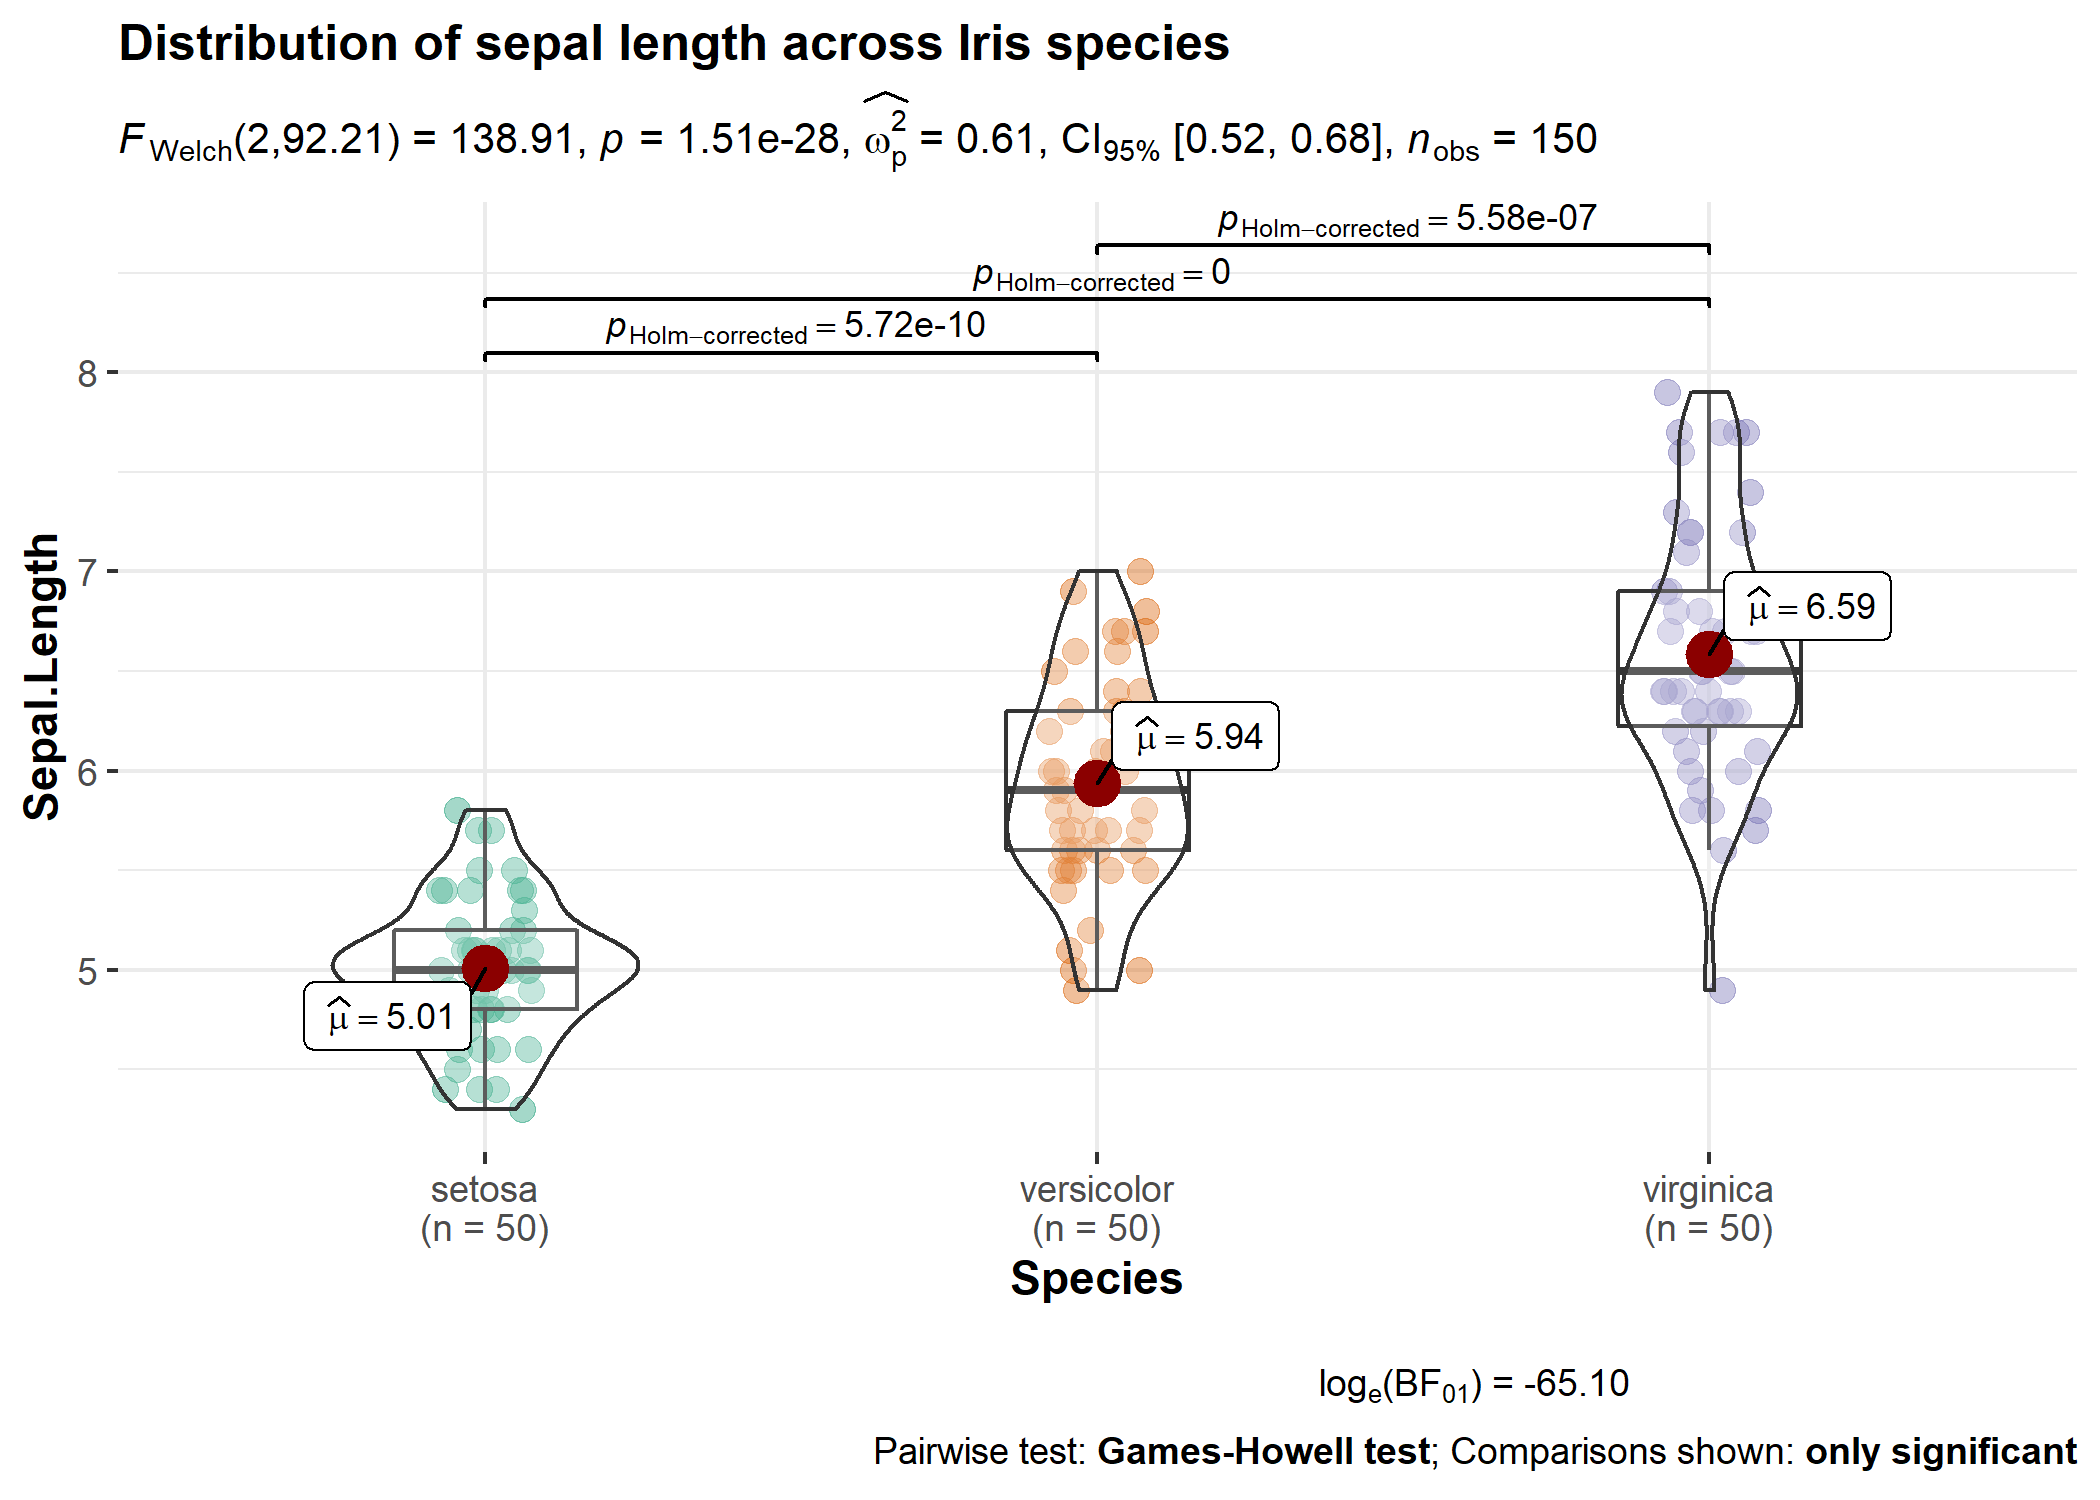 Distribution of sepal length across Iris species
F_Welch(2,92.21) = 138.91, p = 1.51e-28, ω̂²_p = 0.61, CI_95% [0.52, 0.68], n_obs = 150
p_Holm−corrected = 5.58e-07
p_Holm−corrected = 0
p_Holm−corrected = 5.72e-10
8
7
6
5
Sepal.Length
μ̂ = 6.59
μ̂ = 5.94
μ̂ = 5.01
setosa
(n = 50)
versicolor
(n = 50)
virginica
(n = 50)
Species
log_e(BF_01) = -65.10
Pairwise test: Games-Howell test; Comparisons shown: only significant